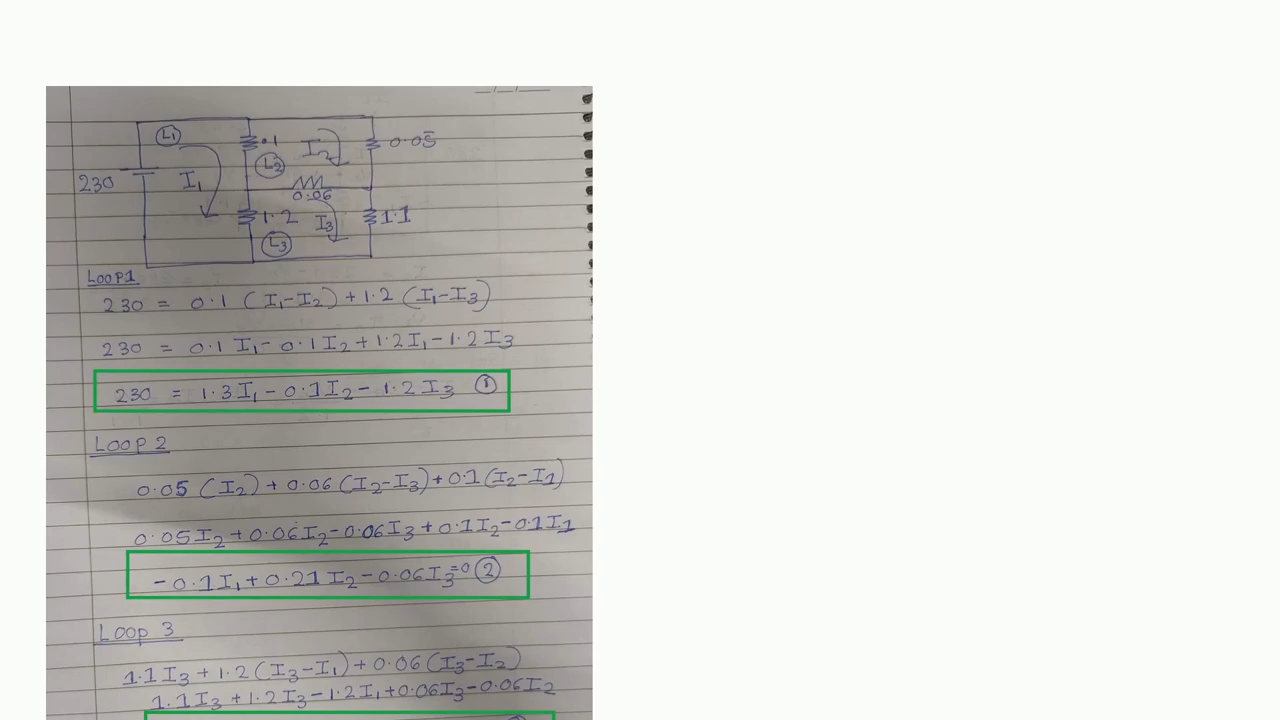 _/_/_
L1
.1
I2
0.05
L2
230
I1
0.06
1.2
I3
1.1
L3
Loop1
230 = 0.1 (I1-I2) + 1.2 (I1-I3)
230 = 0.1 I1 - 0.1 I2 + 1.2 I1 - 1.2 I3
230 = 1.3 I1 - 0.1 I2 - 1.2 I3 ①
Loop 2
0.05 (I2) + 0.06 (I2-I3) + 0.1 (I2-I1)
0.05 I2 + 0.06 I2 - 0.06 I3 + 0.1 I2 - 0.1 I1
- 0.1 I1 + 0.21 I2 - 0.06 I3 =0 ②
Loop 3
1.1 I3 + 1.2 (I3-I1) + 0.06 (I3-I2)
1.1 I3 + 1.2 I3 - 1.2 I1 + 0.06 I3 - 0.06 I2